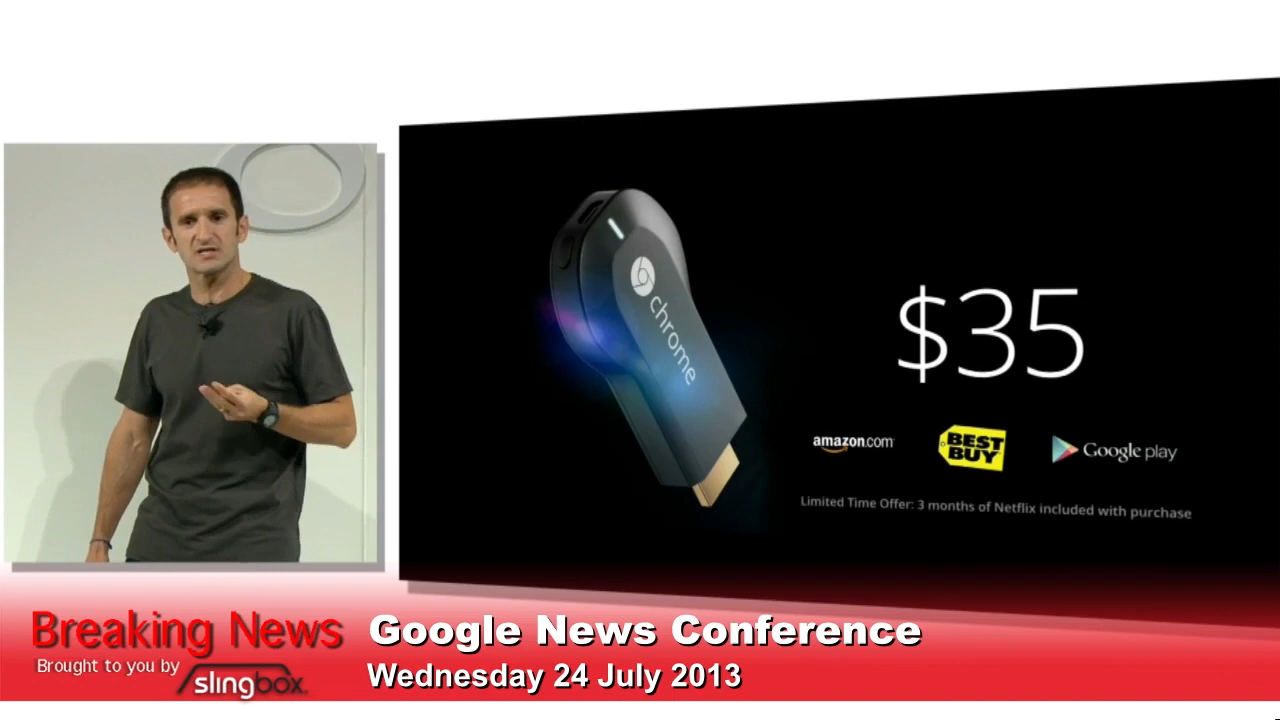 chrome
$35
amazon.com
BEST BUY
Google play
Limited Time Offer: 3 months of Netflix included with purchase
Breaking News
Google News Conference
Brought to you by
slingbox
Wednesday 24 July 2013